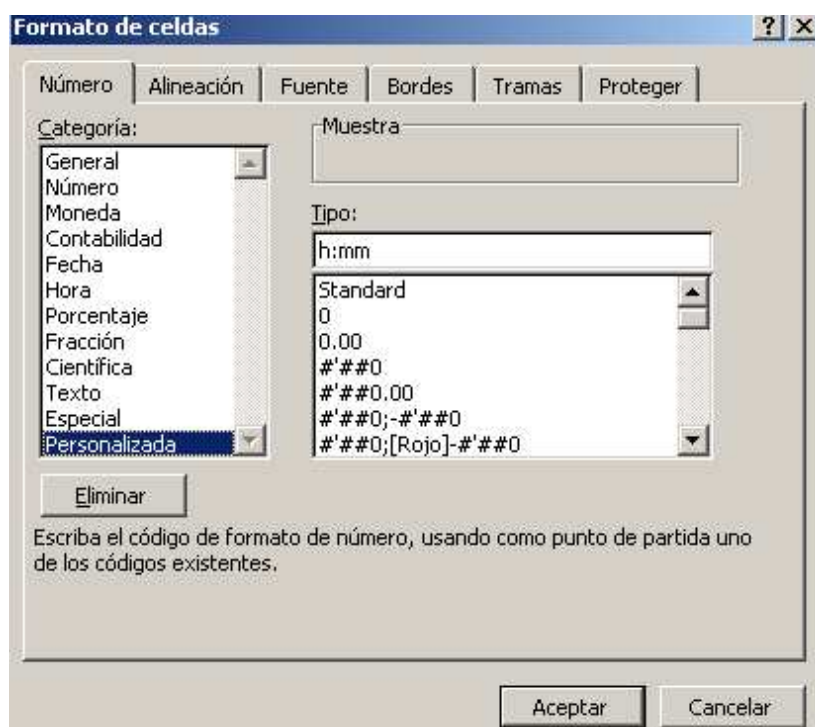 Formato de celdas
Número Alineación Fuente Bordes Tramas Proteger
Categoría:
General
Número
Moneda
Contabilidad
Fecha
Hora
Porcentaje
Fracción
Científica
Texto
Especial
Personalizada
Muestra
Tipo:
h:mm
Standard
0
0.00
#'##0
#'##0.00
#'##0;-#'##0
#'##0;[Rojo]-#'##0
Eliminar
Escriba el código de formato de número, usando como punto de partida uno
de los códigos existentes.
Aceptar Cancelar